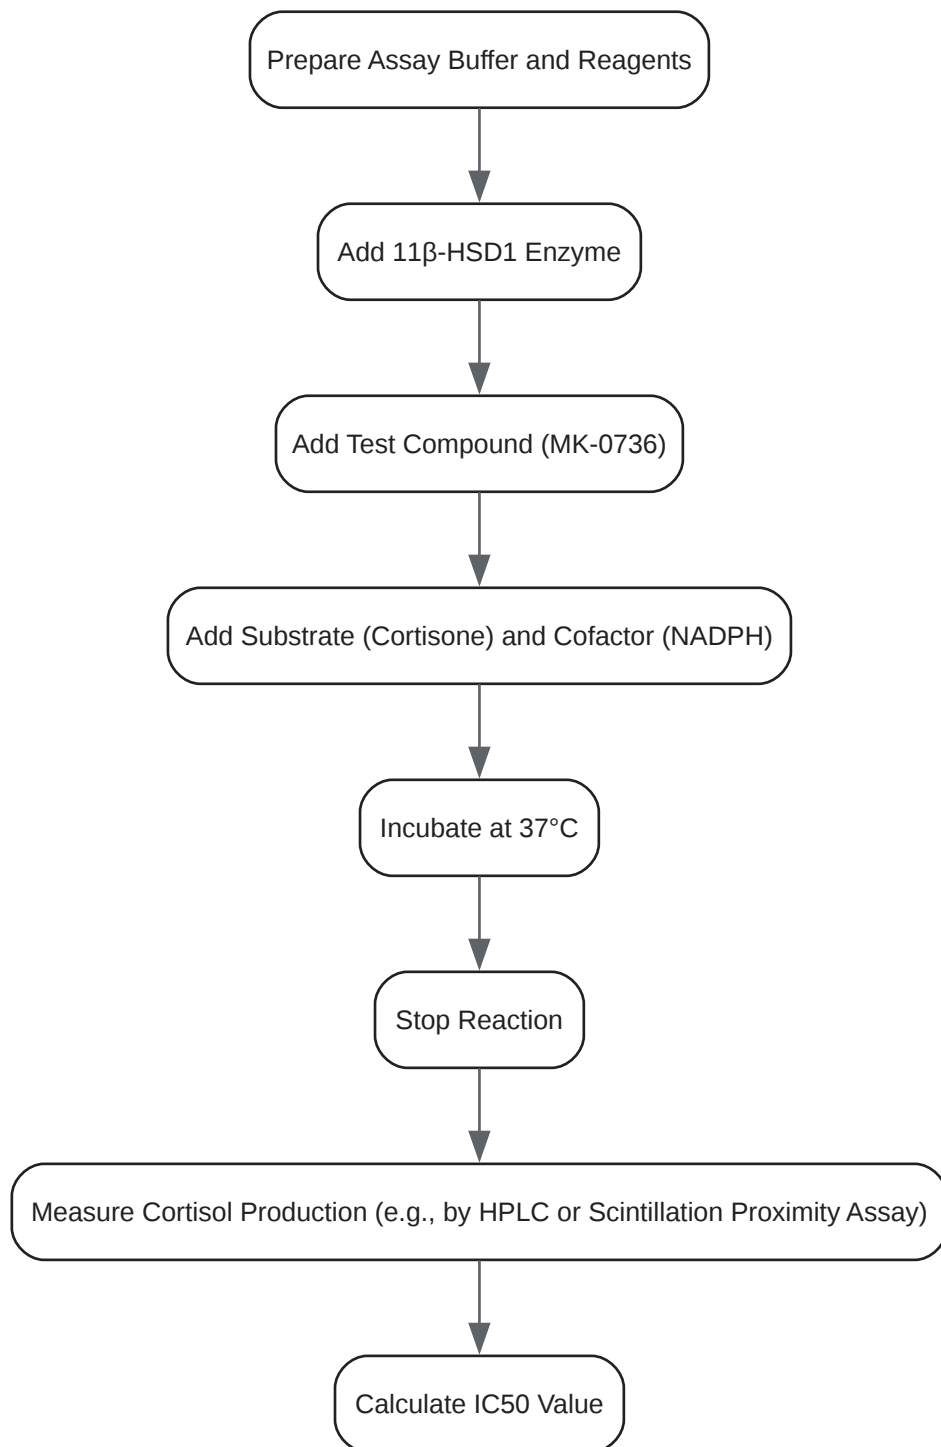 Prepare Assay Buffer and Reagents
Add 11β-HSD1 Enzyme
Add Test Compound (MK-0736)
Add Substrate (Cortisone) and Cofactor (NADPH)
Incubate at 37°C
Stop Reaction
Measure Cortisol Production (e.g., by HPLC or Scintillation Proximity Assay)
Calculate IC50 Value